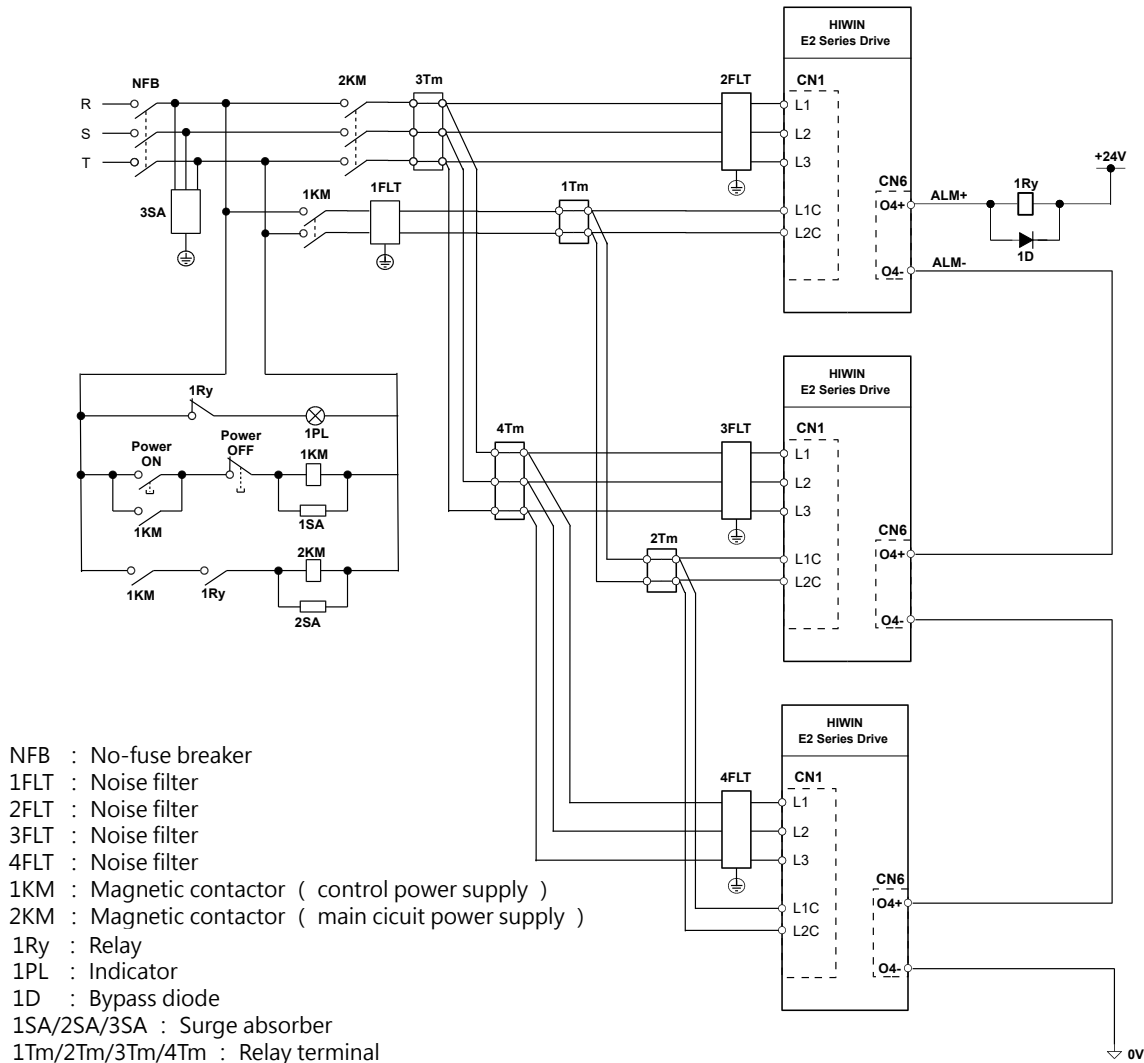 HIWIN
E2 Series Drive
NFB
2KM
3Tm
2FLT
CN1
R
L1
S
L2
T
L3
+24V
CN6
1KM
1FLT
1Tm
ALM+
1Ry
3SA
L1C
O4+
L2C
1D
ALM-
O4-
HIWIN
E2 Series Drive
1Ry
1PL
4Tm
3FLT
CN1
Power
ON
Power
OFF
1KM
L1
L2
1SA
L3
1KM
CN6
2Tm
2KM
O4+
L1C
1KM
1Ry
L2C
2SA
O4-
HIWIN
E2 Series Drive
4FLT
CN1
L1
L2
L3
CN6
O4+
L1C
L2C
O4-
0V
NFB : No-fuse breaker
1FLT : Noise filter
2FLT : Noise filter
3FLT : Noise filter
4FLT : Noise filter
1KM : Magnetic contactor ( control power supply )
2KM : Magnetic contactor ( main cicuit power supply )
1Ry : Relay
1PL : Indicator
1D : Bypass diode
1SA/2SA/3SA : Surge absorber
1Tm/2Tm/3Tm/4Tm : Relay terminal